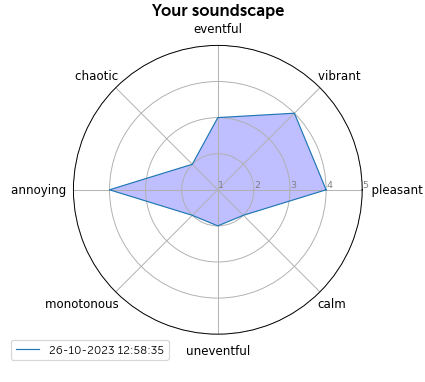 Your soundscape
eventful
chaotic
vibrant
annoying
1 2 3 4 5
pleasant
monotonous
calm
uneventful
26-10-2023 12:58:35